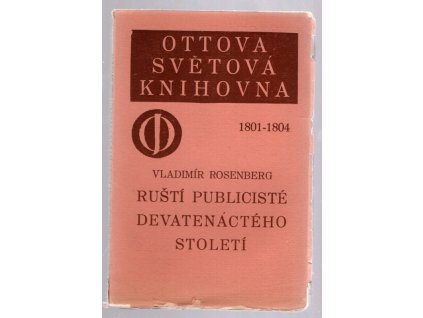 OTTOVA
SVĚTOVÁ
KNIHOVNA
1801-1804
VLADIMÍR ROSENBERG
RUŠTÍ PUBLICISTÉ
DEVATENÁCTÉHO
STOLETÍ